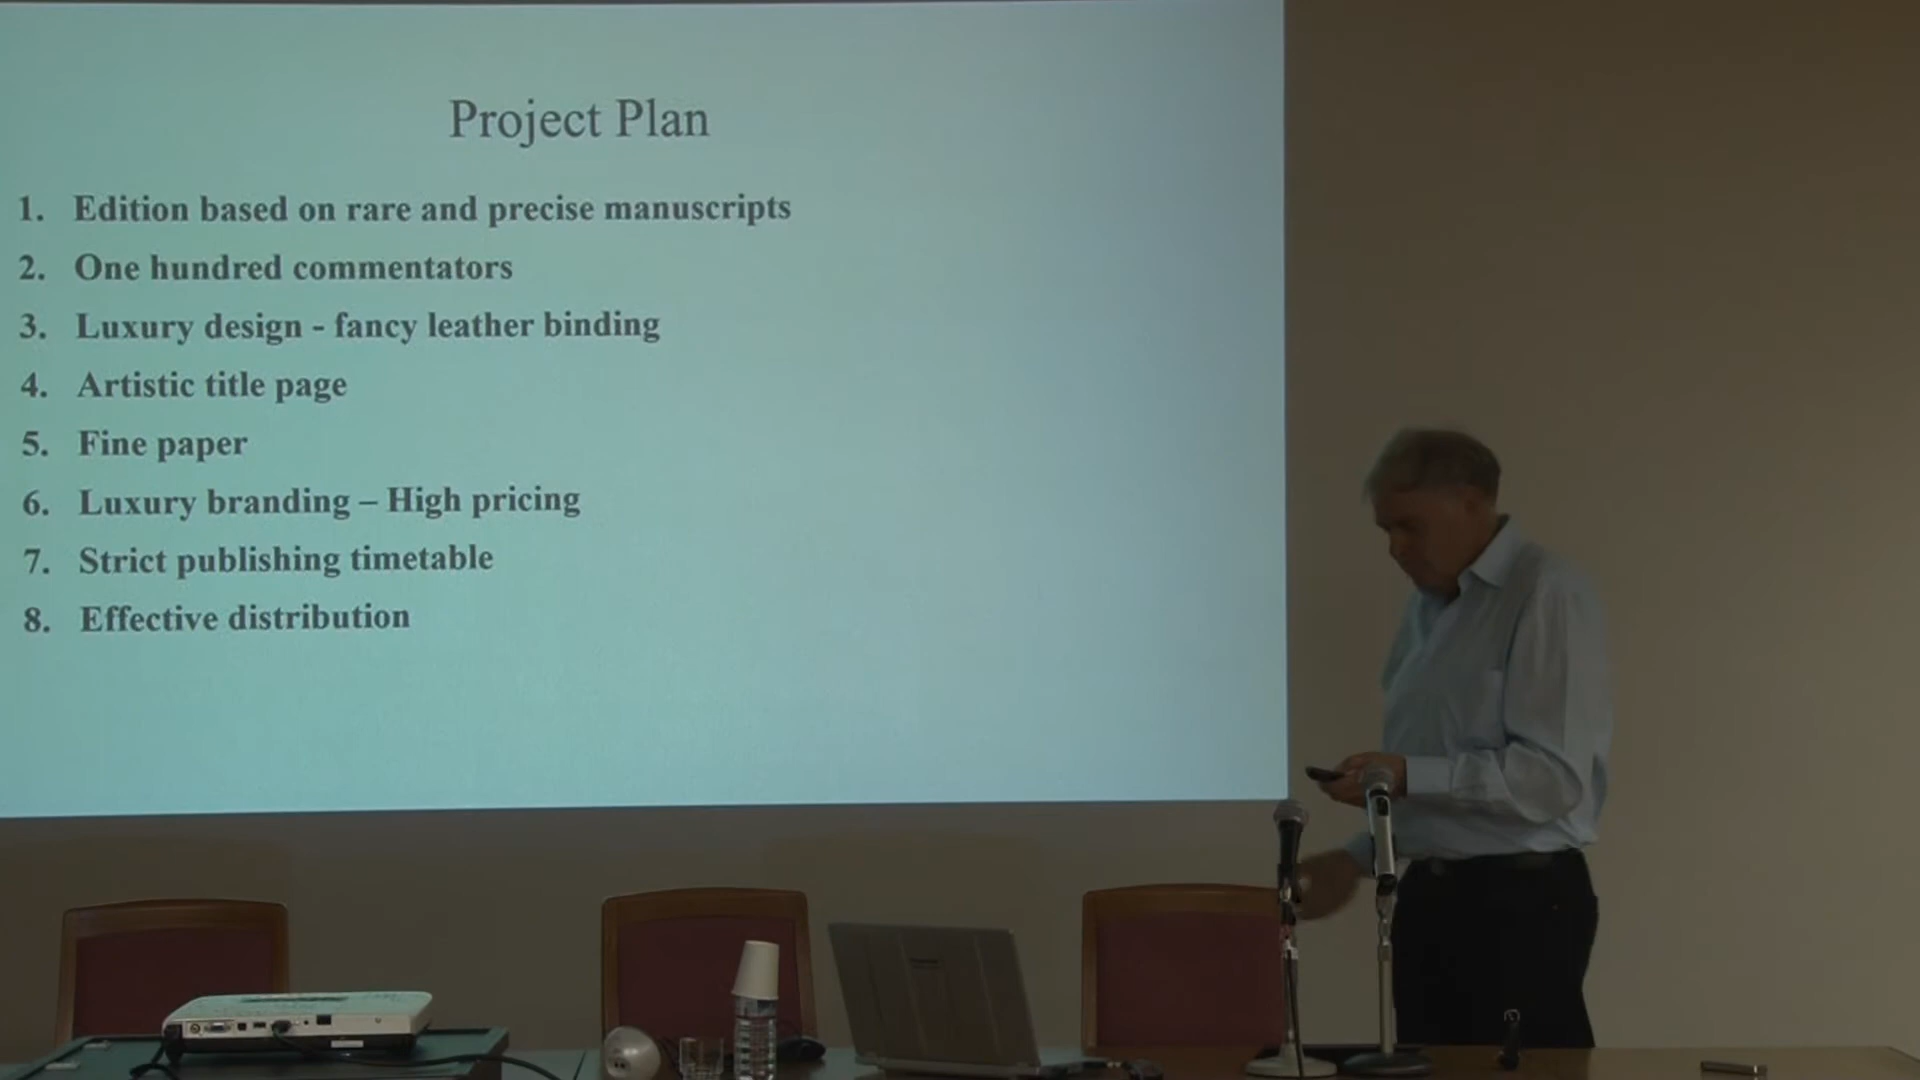 Project Plan
1. Edition based on rare and precise manuscripts
2. One hundred commentators
3. Luxury design - fancy leather binding
4. Artistic title page
5. Fine paper
6. Luxury branding – High pricing
7. Strict publishing timetable
8. Effective distribution